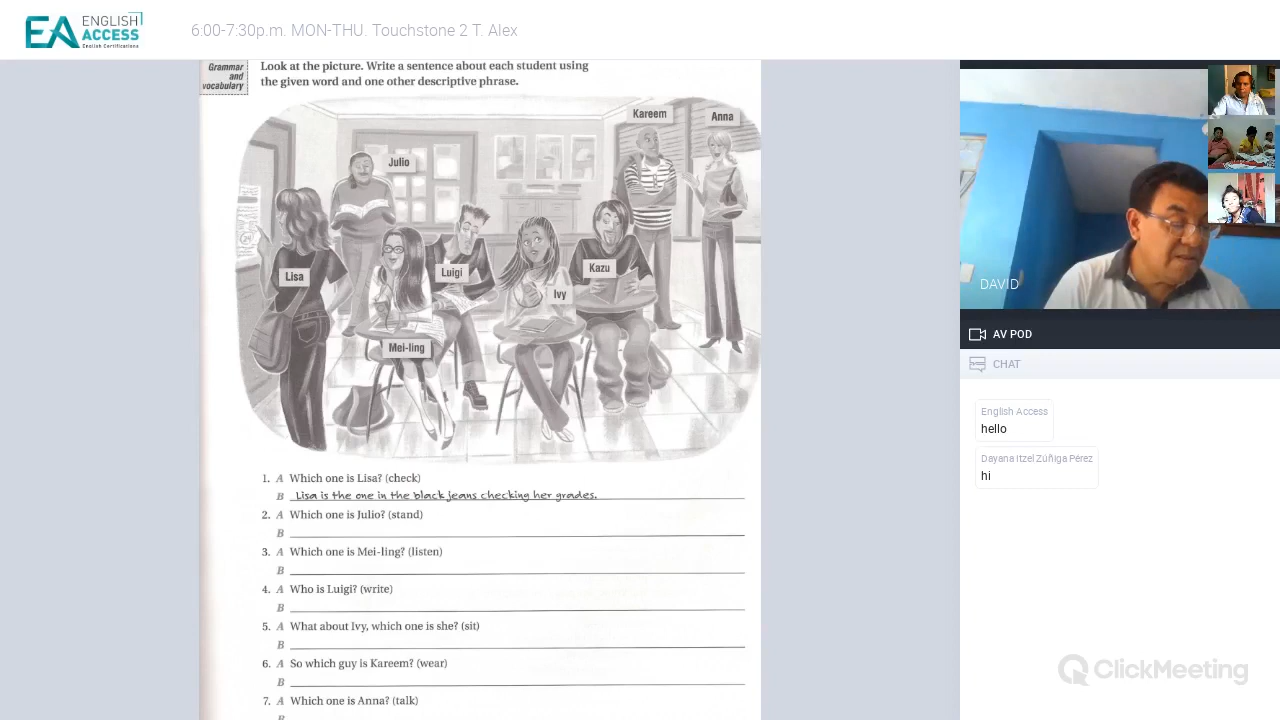 EA ENGLISH ACCESS
English Certifications
6:00-7:30p.m. MON-THU. Touchstone 2 T. Alex
Grammar
and
vocabulary
Look at the picture. Write a sentence about each student using
the given word and one other descriptive phrase.
Kareem
Anna
Julio
Lisa
Luigi
Kazu
Ivy
Mei-ling
1. A Which one is Lisa? (check)
B Lisa is the one in the black jeans checking her grades.
2. A Which one is Julio? (stand)
B
3. A Which one is Mei-ling? (listen)
B
4. A Who is Luigi? (write)
B
5. A What about Ivy, which one is she? (sit)
B
6. A So which guy is Kareem? (wear)
B
7. A Which one is Anna? (talk)
B
DAVID
AV POD
CHAT
English Access
hello
Dayana Itzel Zúñiga Pérez
hi
ClickMeeting